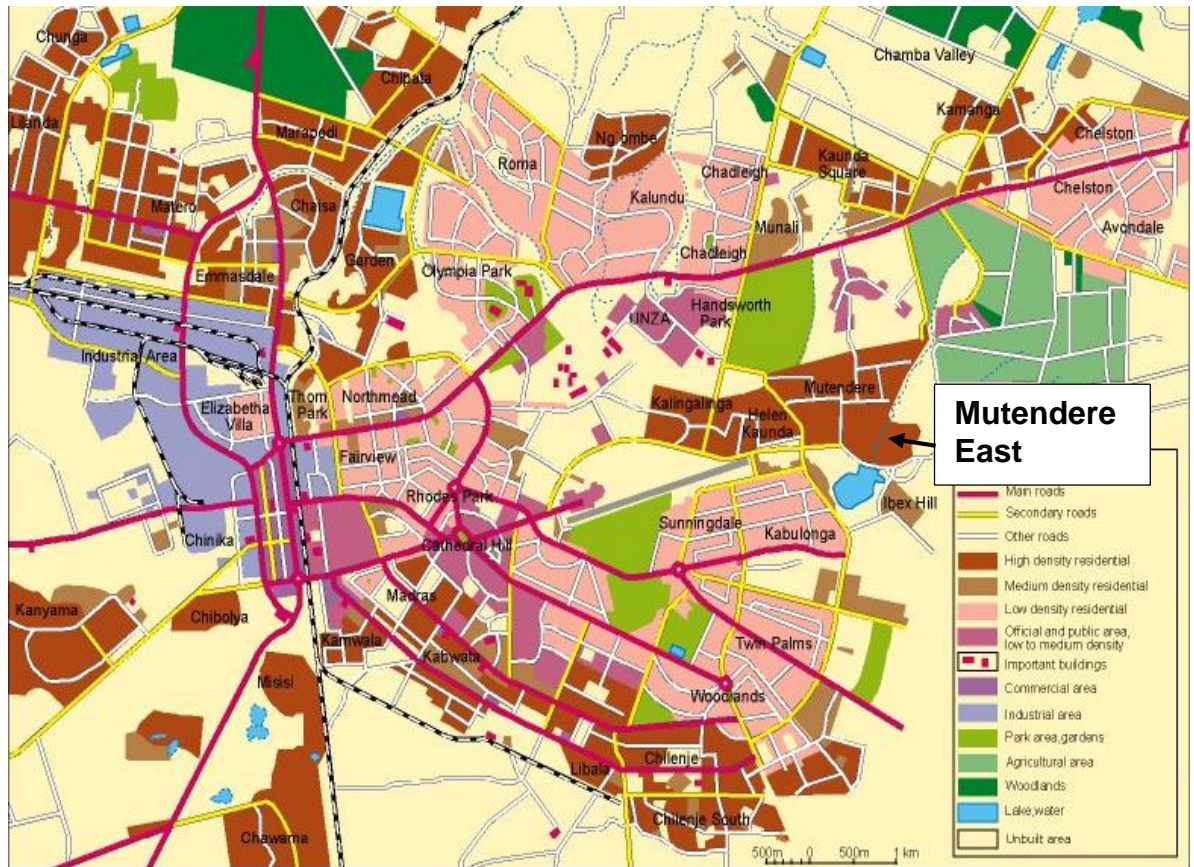 Chunga
Chipata
Chamba Valley
Kamanga
Lilanda
Marapodi
Ng'ombe
Chelston
Roma
Kaunda
Square
Chadleigh
Kalundu
Chelston
Matero
Chaisa
Munali
Avondale
Garden
Chadleigh
Emmasdale
Olympia Park
Handsworth
Park
UNZA
Industrial Area
Mutendere
Thorn
Park
Northmead
Kalingalinga
Elizabetha
Villa
Helen
Kaunda
Mutendere
East
Fairview
Rhodes Park
Ibex Hill
Sunningdale
Kabulonga
Chinika
Cathedral Hill
Madras
Kanyama
Chibolya
Kamwala
Kabwata
Twin Palms
Misisi
Woodlands
Libala
Chilenje
Chilenje South
Chawama
Main roads
Secondary roads
Other roads
High density residential
Medium density residential
Low density residential
Official and public area,
low to medium density
Important buildings
Commercial area
Industrial area
Park area,gardens
Agricultural area
Woodlands
Lake,water
Unbuilt area
500m 0 500m 1 km